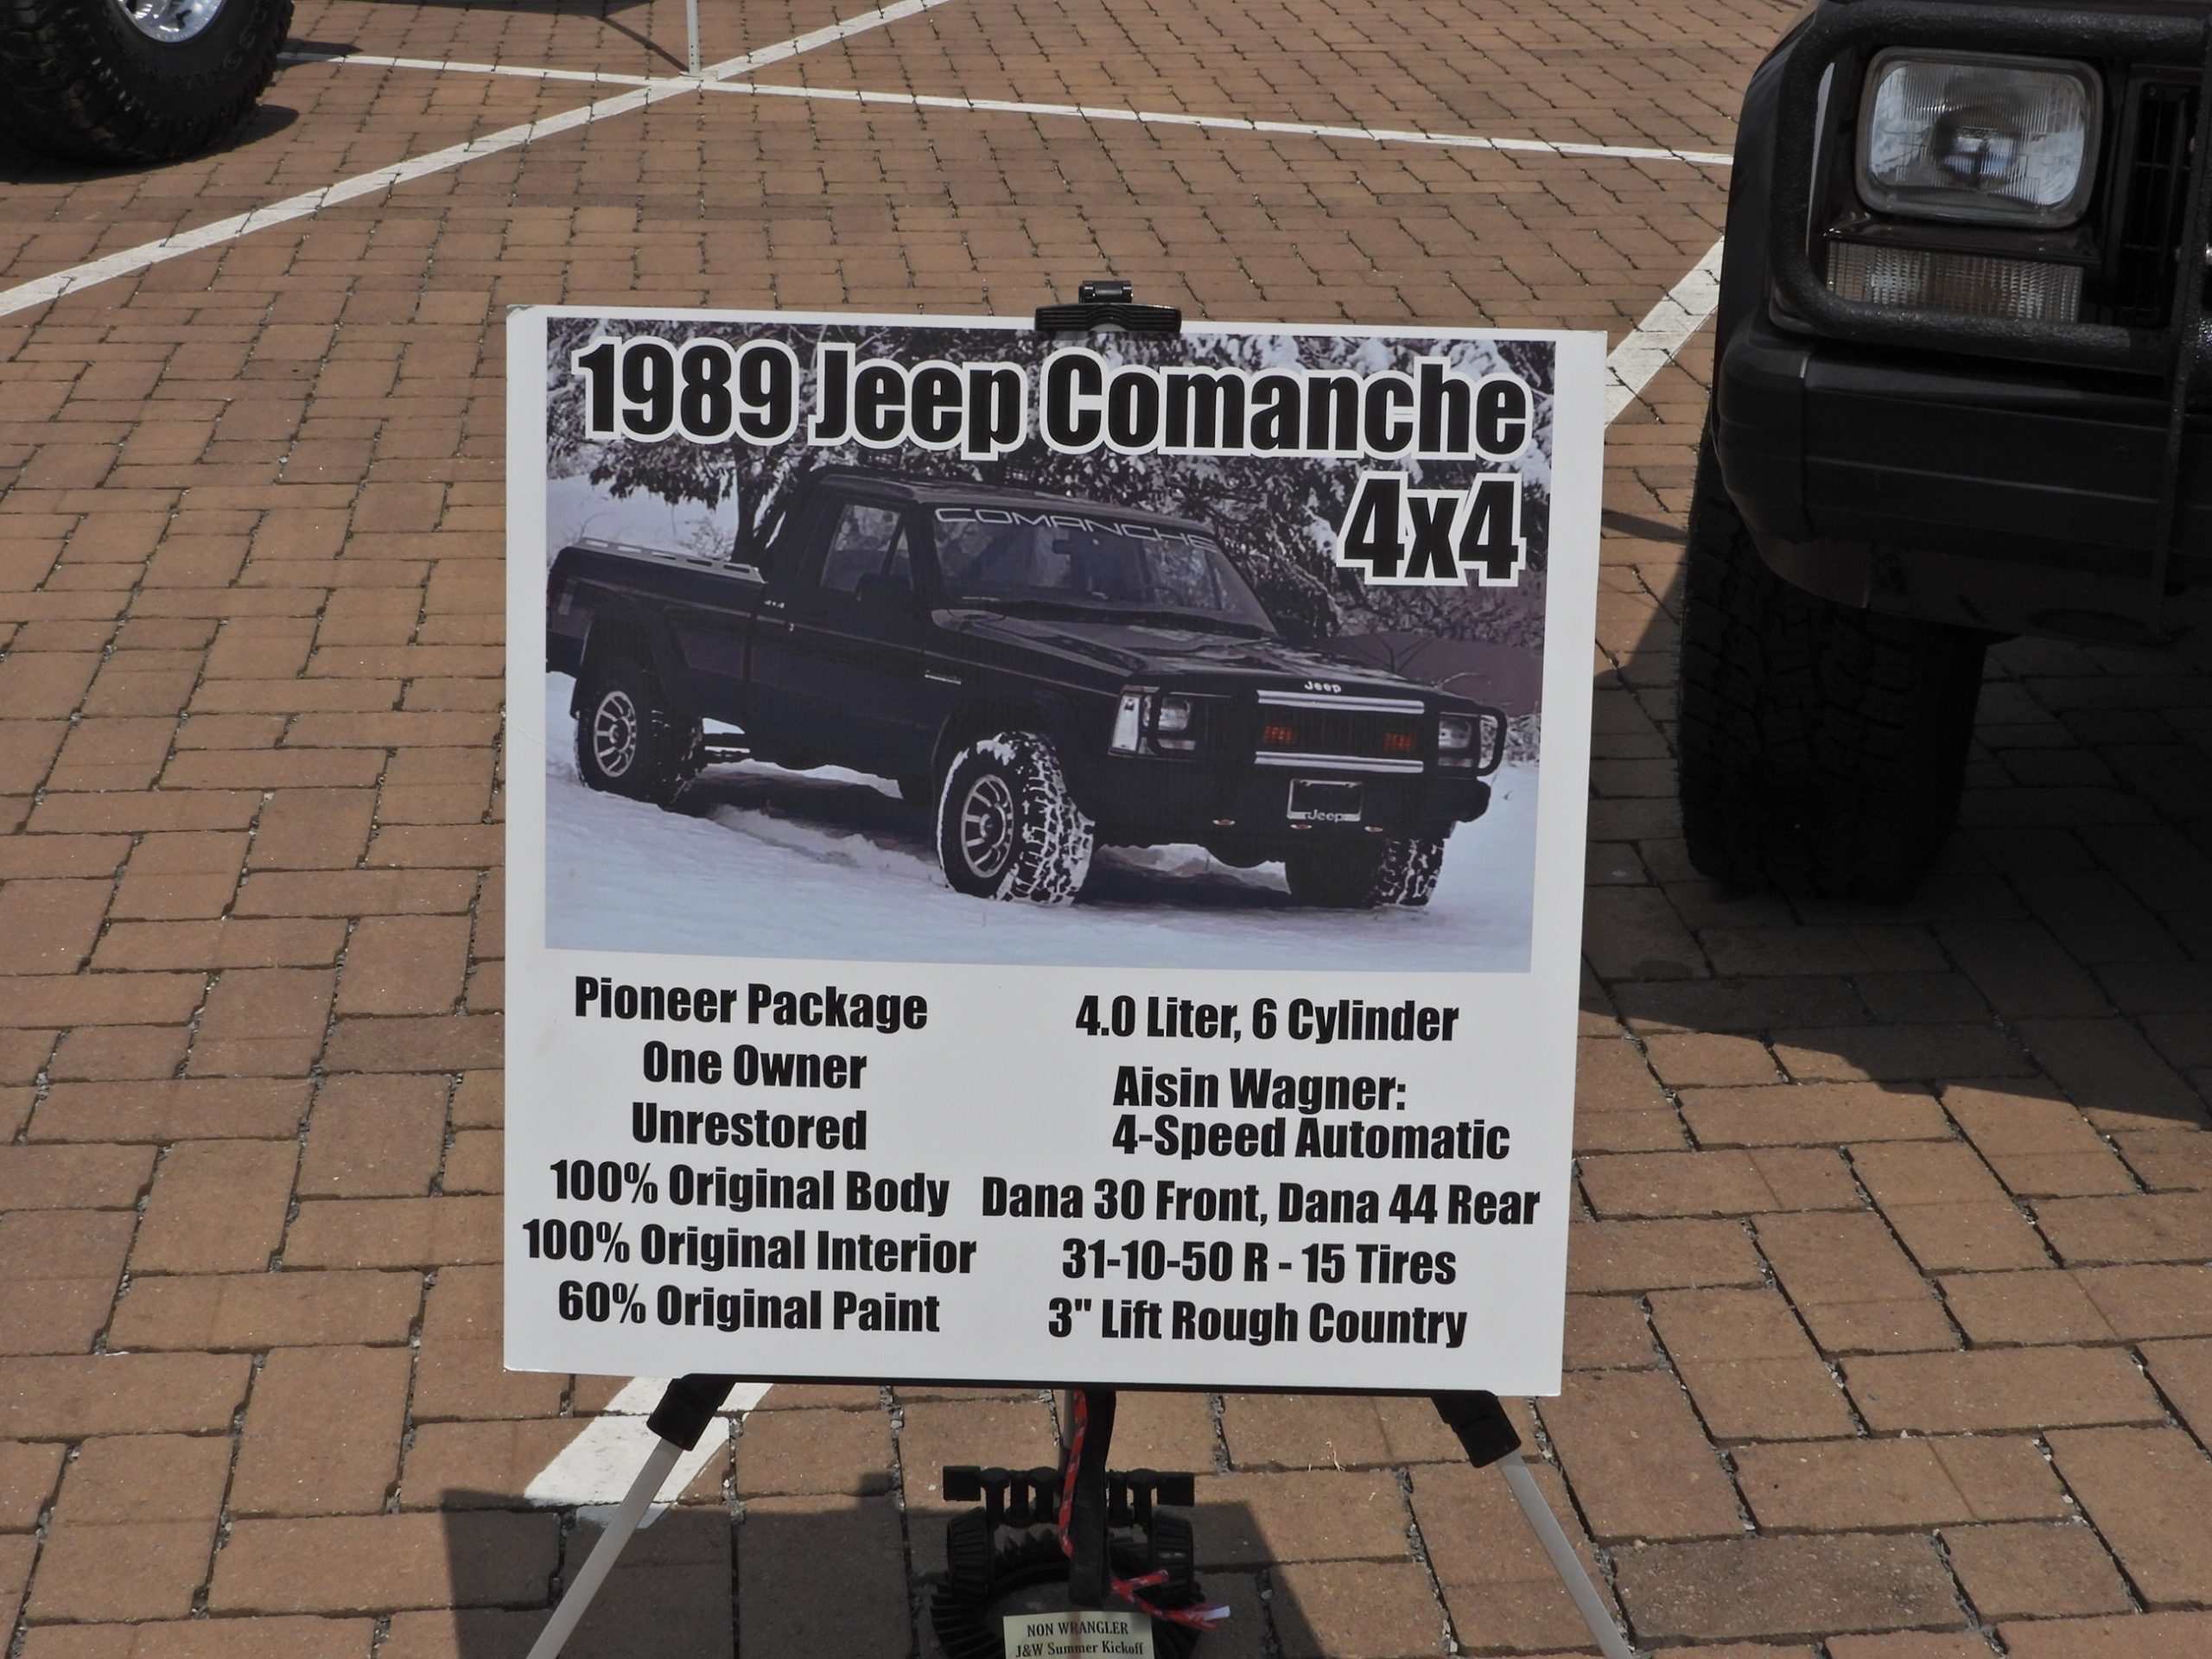 1989 Jeep Comanche
4x4
COMANCHE
4x4
Jeep
Jeep
Pioneer Package
One Owner
Unrestored
100% Original Body
100% Original Interior
60% Original Paint
4.0 Liter, 6 Cylinder
Aisin Wagner:
4-Speed Automatic
Dana 30 Front, Dana 44 Rear
31-10-50 R - 15 Tires
3" Lift Rough Country
NON WRANGLER
J&W Summer Kickoff